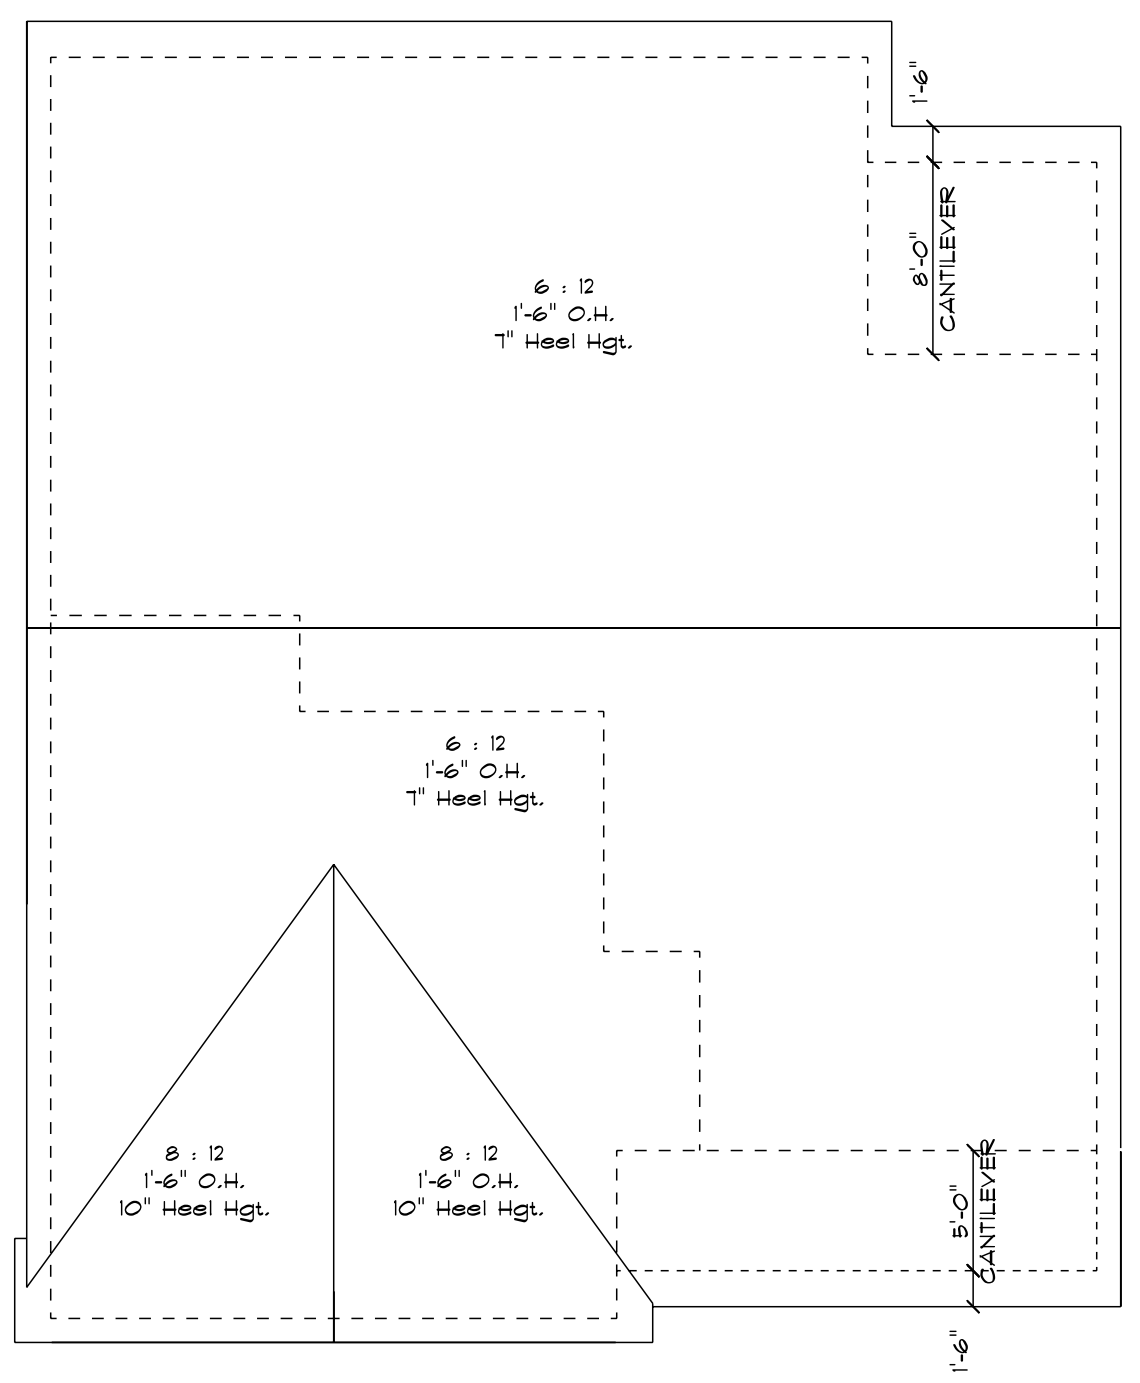 1'-6"
8'-0"
CANTILEVER
6 : 12
1'-6" O.H.
7" Heel Hgt.
6 : 12
1'-6" O.H.
7" Heel Hgt.
8 : 12
1'-6" O.H.
10" Heel Hgt.
8 : 12
1'-6" O.H.
10" Heel Hgt.
5'-0"
CANTILEVER
1'-6"